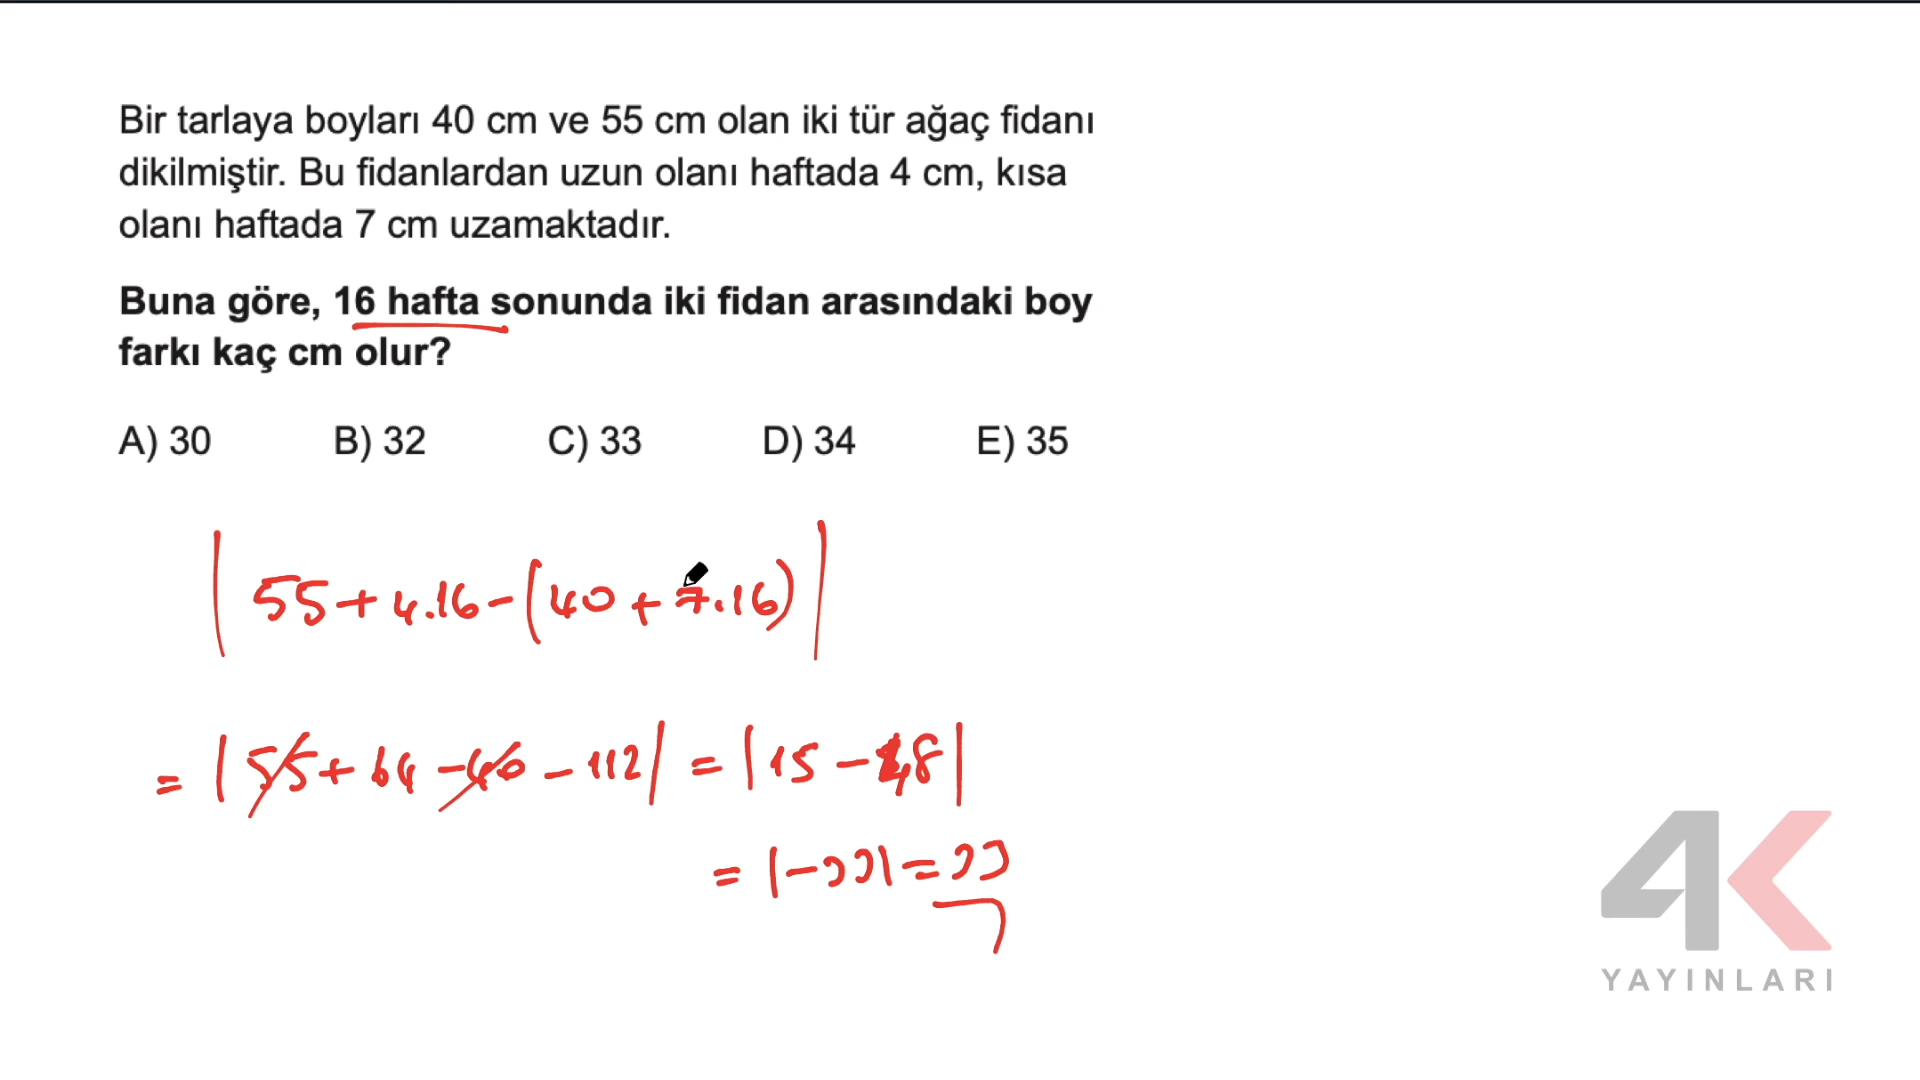 Bir tarlaya boyları 40 cm ve 55 cm olan iki tür ağaç fidanı
dikilmiştir. Bu fidanlardan uzun olanı haftada 4 cm, kısa
olanı haftada 7 cm uzamaktadır.
Buna göre, 16 hafta sonunda iki fidan arasındaki boy
farkı kaç cm olur?
A) 30 B) 32 C) 33 D) 34 E) 35
|55+4.16-(40+7.16)|
= |55+64-40-112| = |15-48|
= |-33| = 33
4K
YAYINLARI